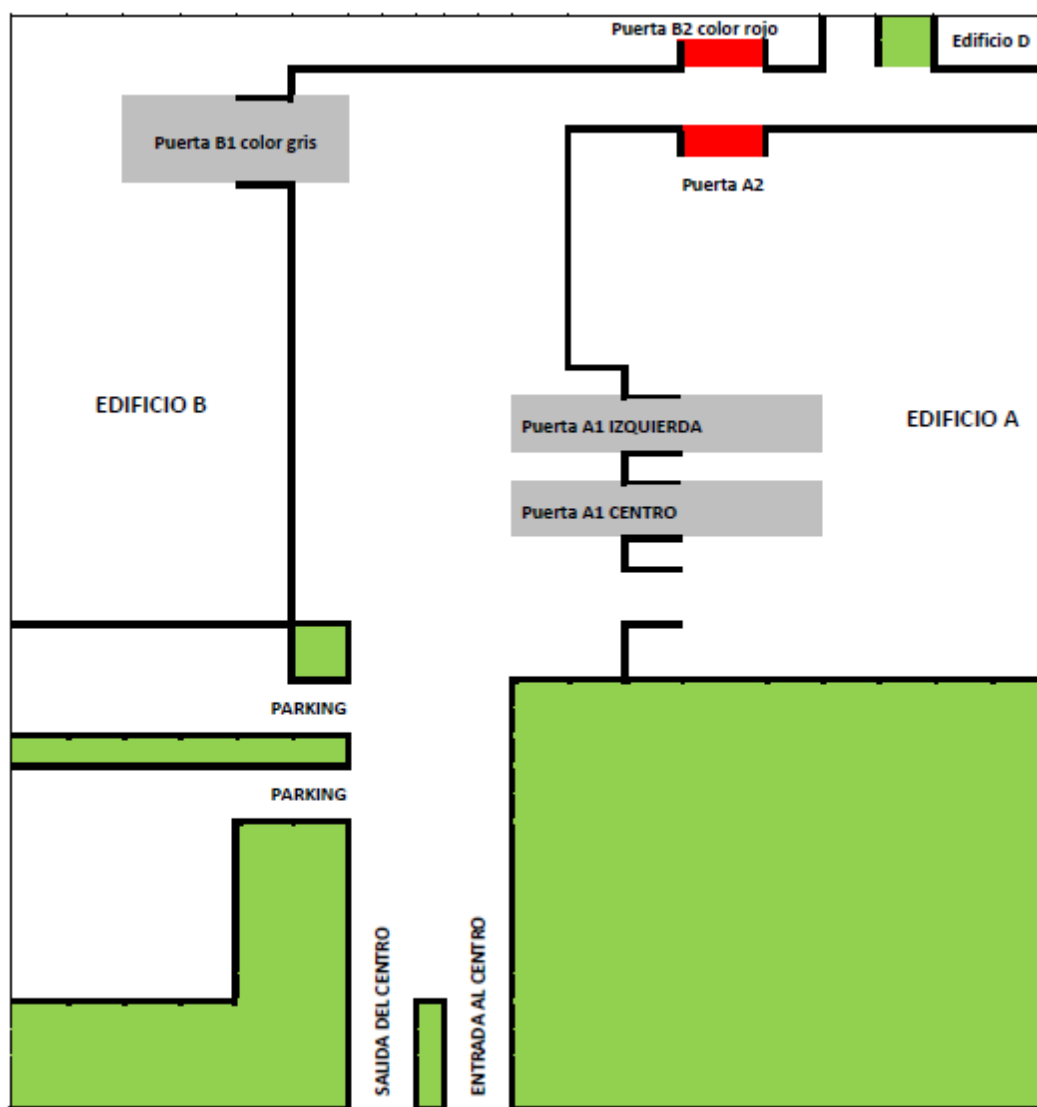 Puerta B2 color rojo
Edificio D
Puerta B1 color gris
Puerta A2
EDIFICIO B
EDIFICIO A
Puerta A1 IZQUIERDA
Puerta A1 CENTRO
PARKING
PARKING
SALIDA DEL CENTRO
ENTRADA AL CENTRO